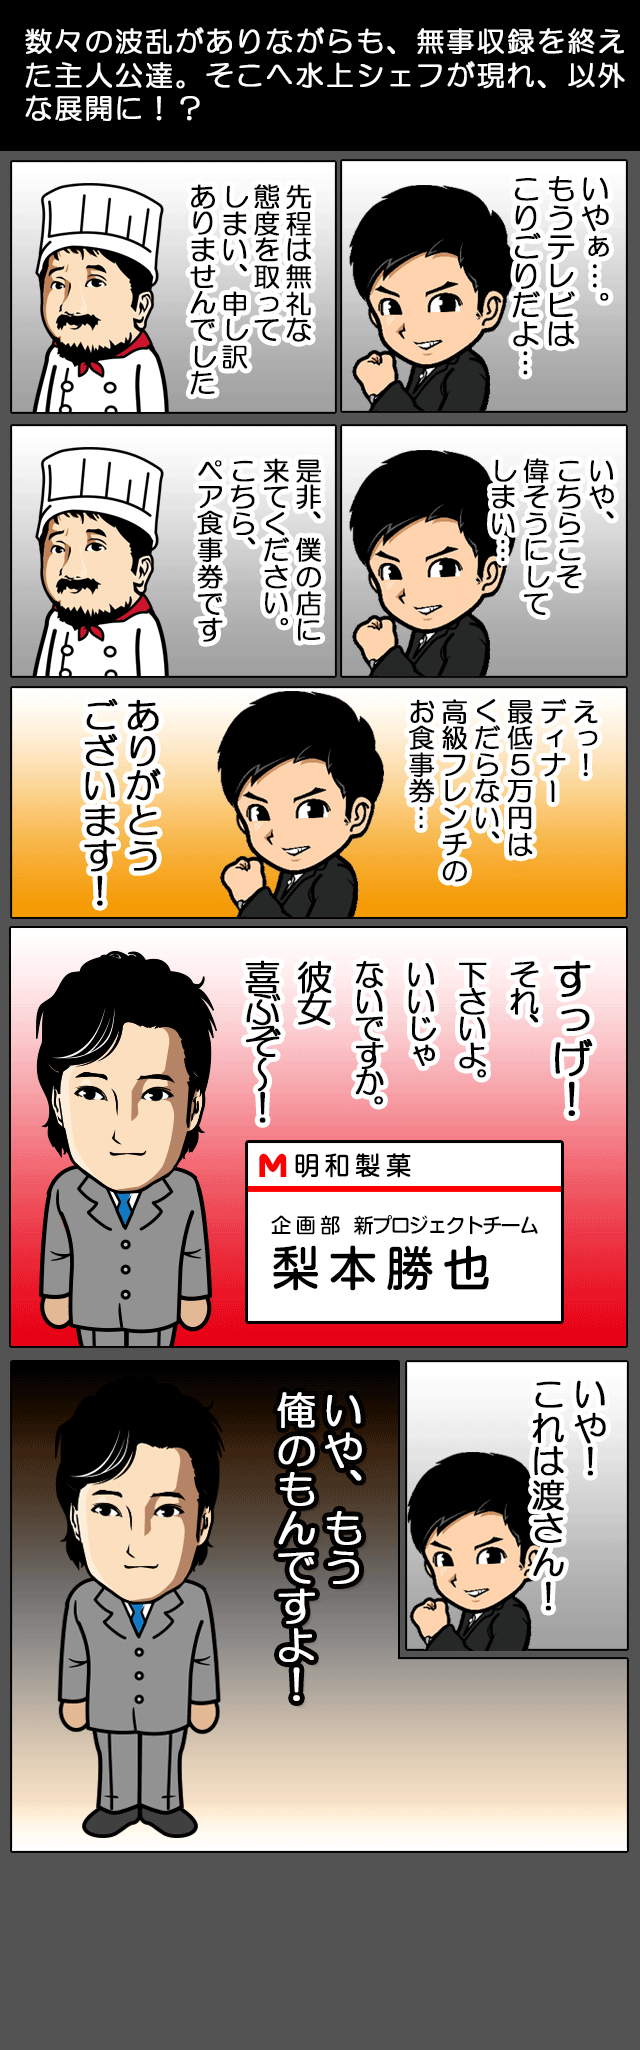 数々の波乱がありながらも、無事収録を終え
た主人公達。そこへ水上シェフが現れ、以外
な展開に！？
いやぁ…。
もうテレビは
こりごりだよ…
先程は無礼な
態度を取って
しまい、申し訳
ありませんでした
いや、
こちらこそ
偉そうにして
しまい…
是非、僕の店に
来てください。
こちら、
ペア食事券です
えっ！
ディナー
最低５万円は
くだらない、
高級フレンチの
お食事券…
ありがとう
ございます！
すっげ！
それ、
下さいよ。
いいじゃ
ないですか。
彼女
喜ぶぞ〜！
M 明和製菓
企画部 新プロジェクトチーム
梨本勝也
いや！
これは渡さん！
いや、もう
俺のもんですよ！